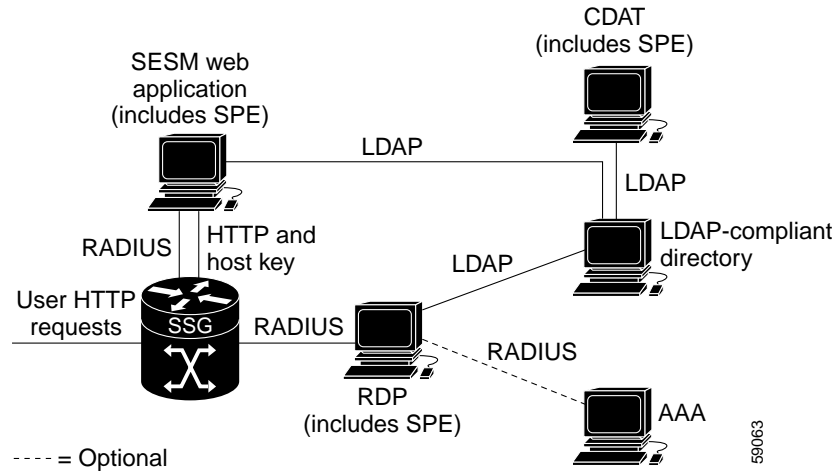 CDAT
(includes SPE)
SESM web
application
(includes SPE)
LDAP
LDAP
RADIUS
HTTP and
host key
LDAP-compliant
directory
LDAP
User HTTP
requests
SSG
RADIUS
RADIUS
RDP
(includes SPE)
AAA
59063
---- = Optional